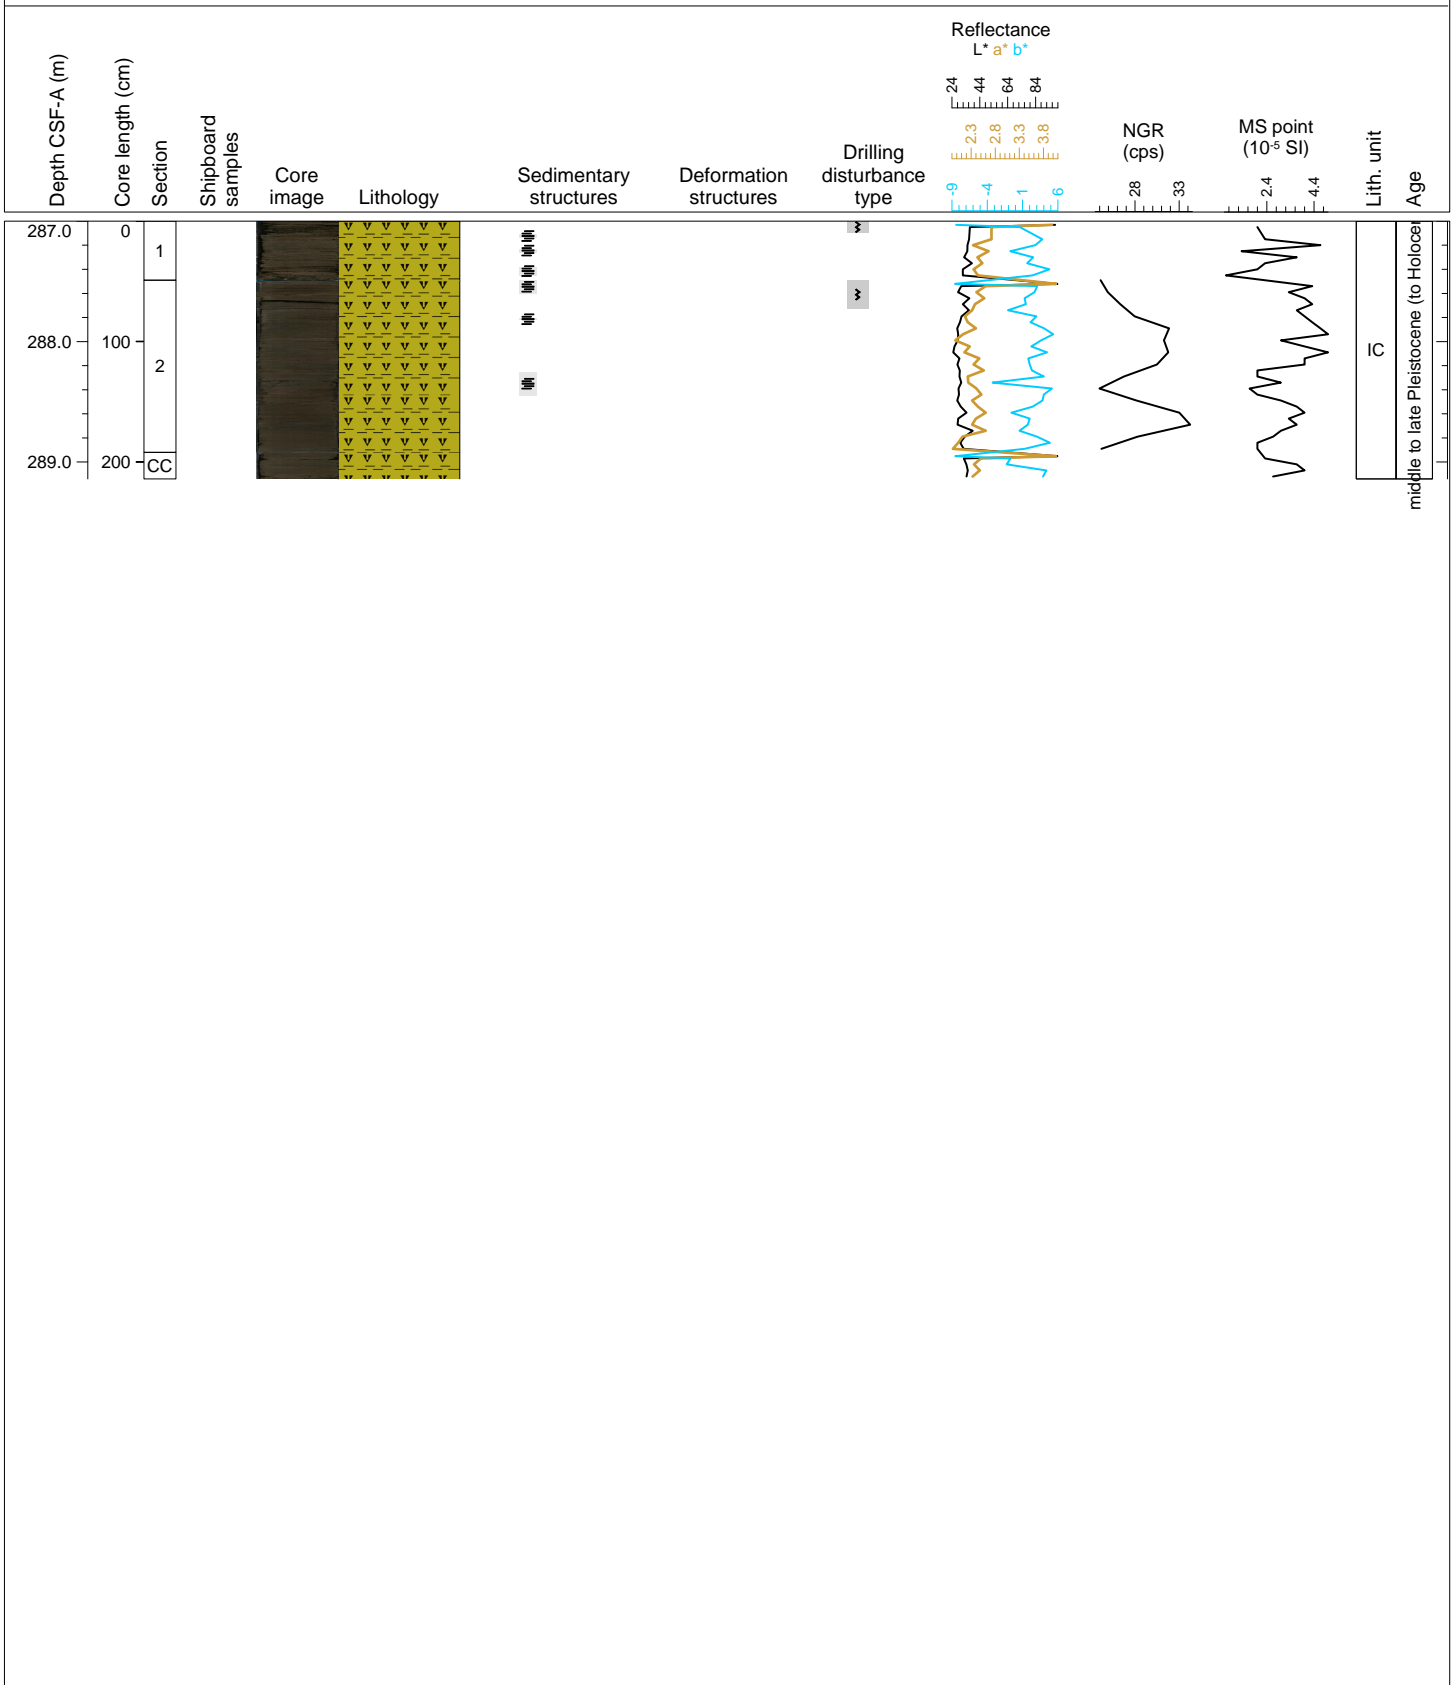 Depth CSF-A (m)
Core length (cm)
Section
Shipboard
samples
Core
image
Lithology
Sedimentary
structures
Deformation
structures
Drilling
disturbance
type
Reflectance
L* a* b*
24 44 64 84
2.3 2.8 3.3 3.8
-9 -4 1 6
NGR
(cps)
28 33
MS point
(10-5 SI)
2.4 4.4
Lith. unit
Age
287.0
288.0
289.0
0
100
200
1
2
CC
IC
middle to late Pleistocene (to Holocen